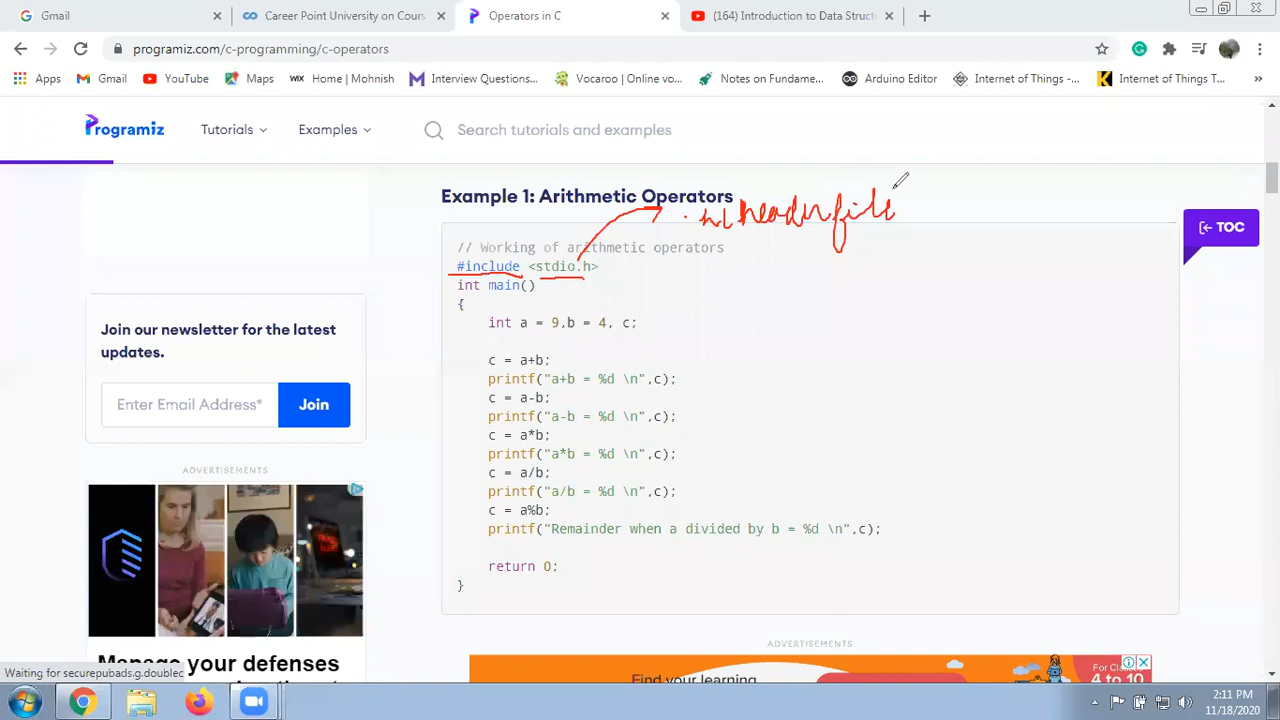 Gmail
Career Point University on Cours
Operators in C
(164) Introduction to Data Struct
programiz.com/c-programming/c-operators
Apps
Gmail
YouTube
Maps
WIX Home | Mohnish
Interview Questions...
Vocaroo | Online vo...
Notes on Fundame...
Arduino Editor
Internet of Things -...
Internet of Things T...
»
Programiz
Tutorials
Examples
Search tutorials and examples
Example 1: Arithmetic Operators
header file
TOC
// Working of arithmetic operators
#include <stdio.h>
int main()
{
int a = 9,b = 4, c;
c = a+b;
printf("a+b = %d \n",c);
c = a-b;
printf("a-b = %d \n",c);
c = a*b;
printf("a*b = %d \n",c);
c = a/b;
printf("a/b = %d \n",c);
c = a%b;
printf("Remainder when a divided by b = %d \n",c);
return 0;
}
Join our newsletter for the latest
updates.
Enter Email Address*
Join
ADVERTISEMENTS
Manage your defenses
ADVERTISEMENTS
Find your learning
For Cl
4 to 10
Waiting for securepubads.g.doublec
2:11 PM
11/18/2020